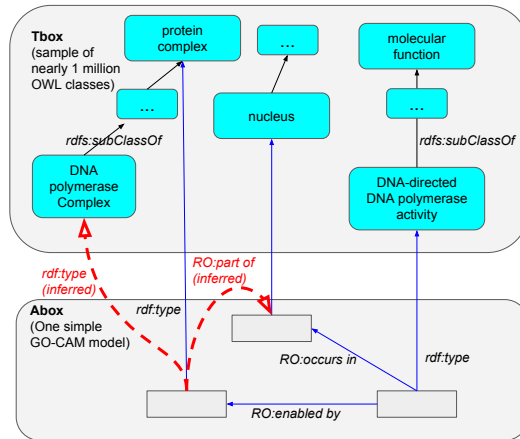 Tbox
(sample of
nearly 1 million
OWL classes)
protein
complex
...
molecular
function
...
...
nucleus
rdfs:subClassOf
rdfs:subClassOf
DNA
polymerase
Complex
DNA-directed
DNA polymerase
activity
rdf:type
(inferred)
RO:part of
(inferred)
Abox
(One simple
GO-CAM model)
rdf:type
RO:occurs in
rdf:type
RO:enabled by